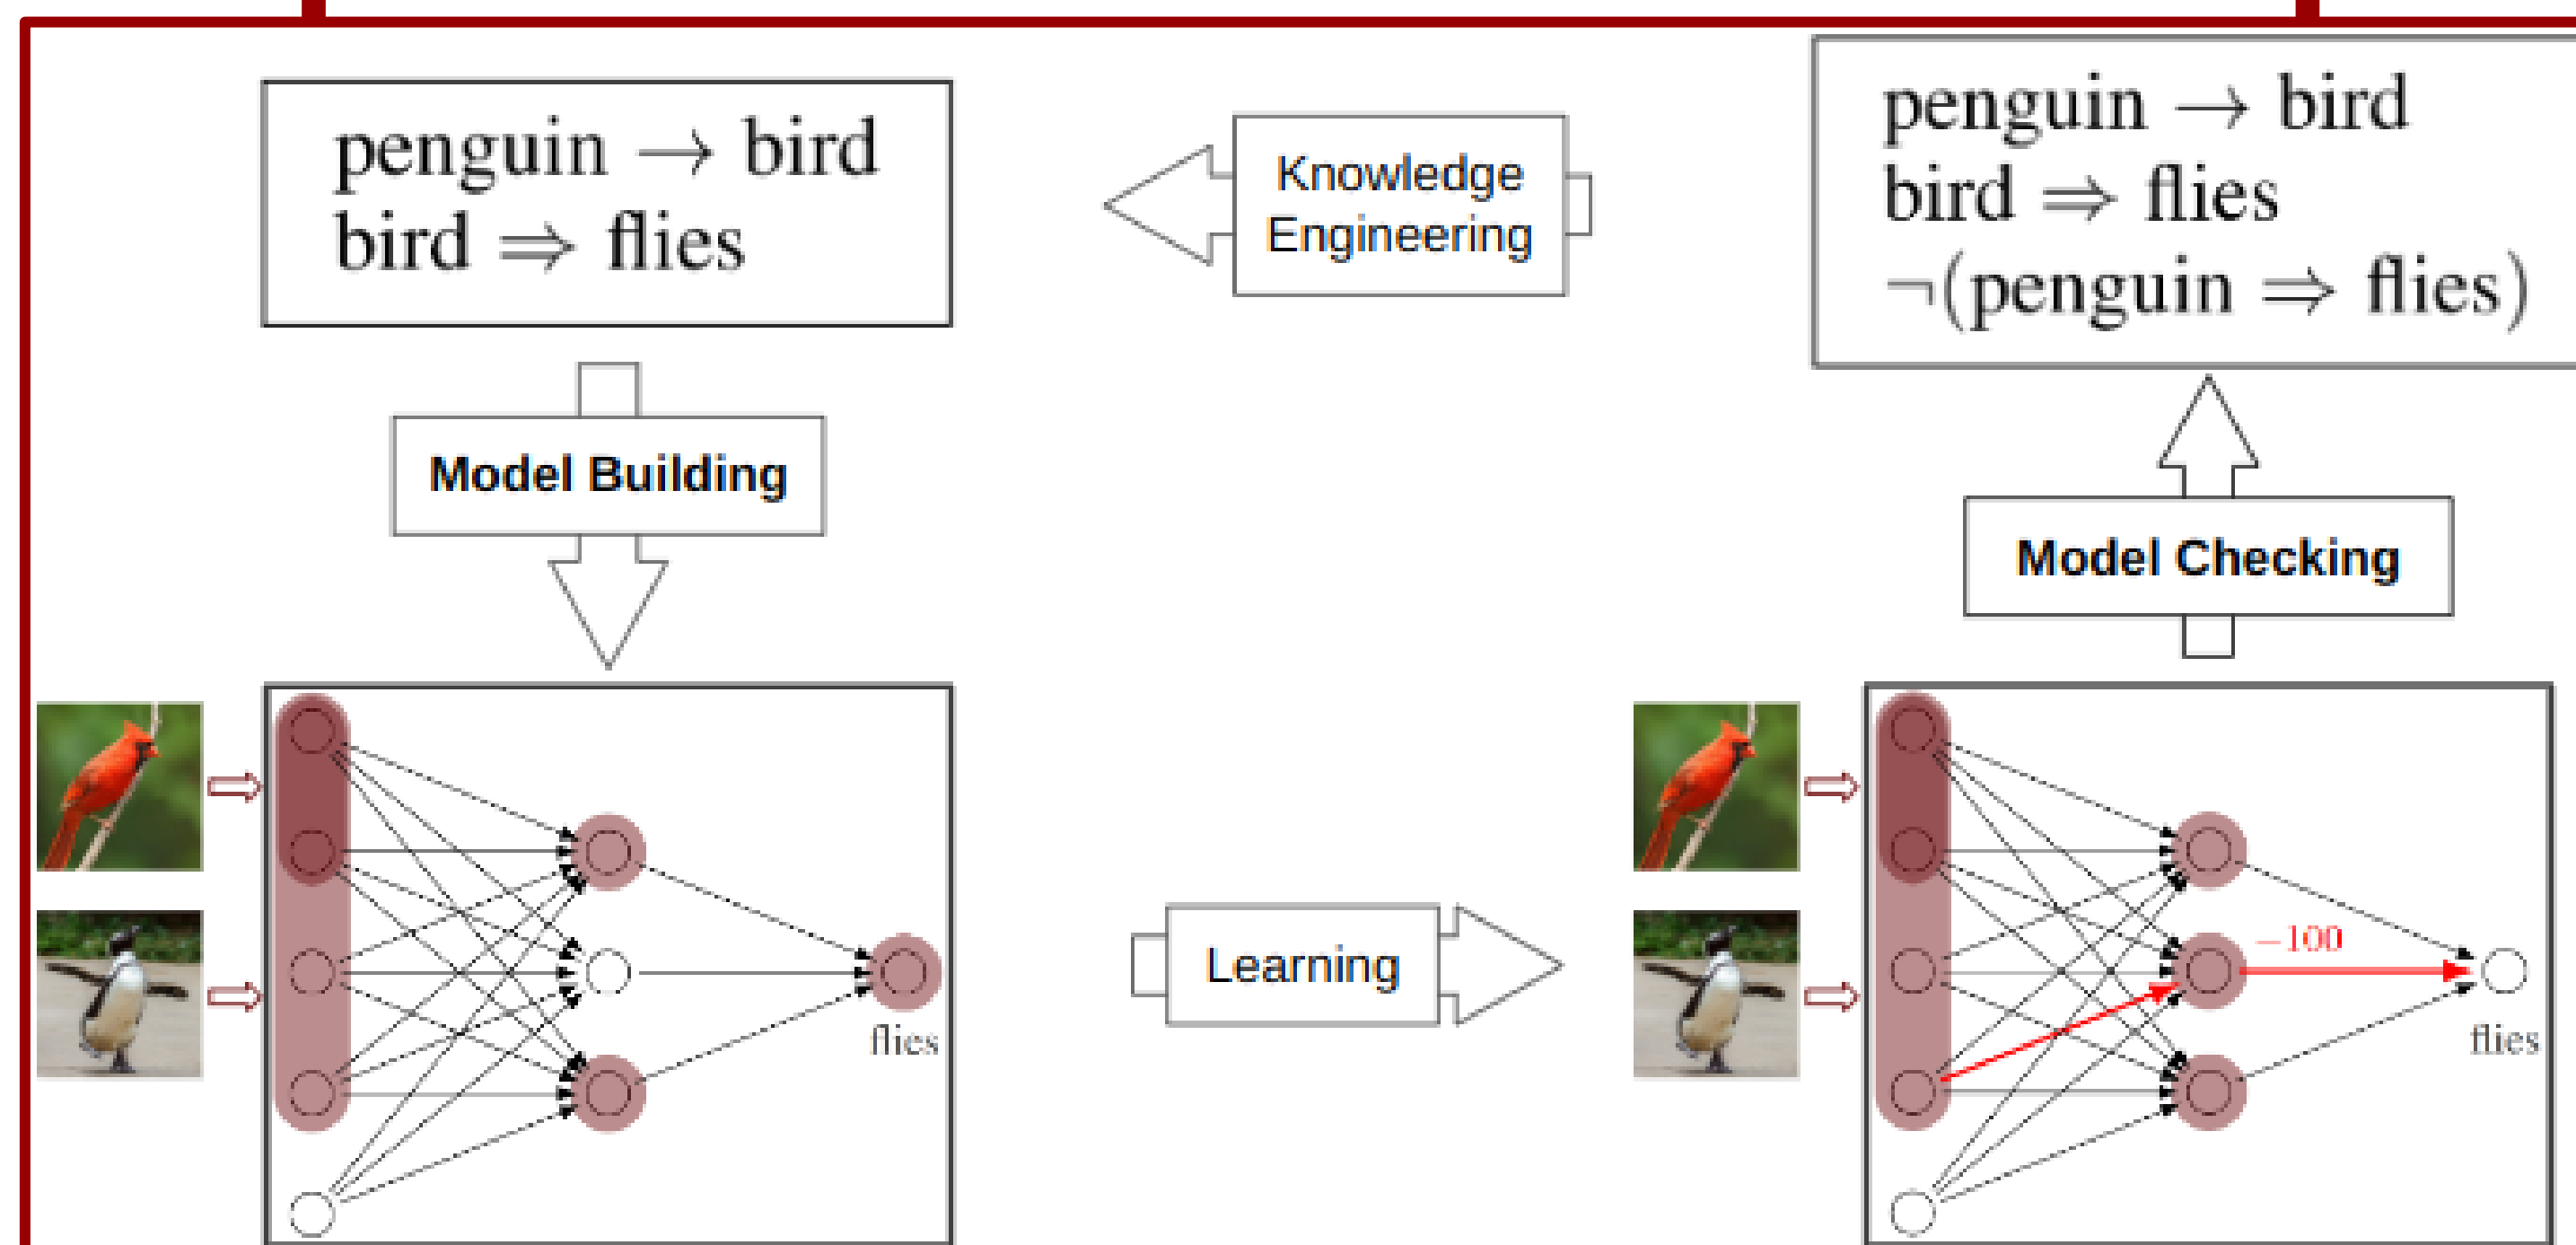 penguin → bird
bird ⇒ flies
Knowledge
Engineering
penguin → bird
bird ⇒ flies
¬(penguin ⇒ flies)
Model Building
Model Checking
flies
Learning
−100
flies